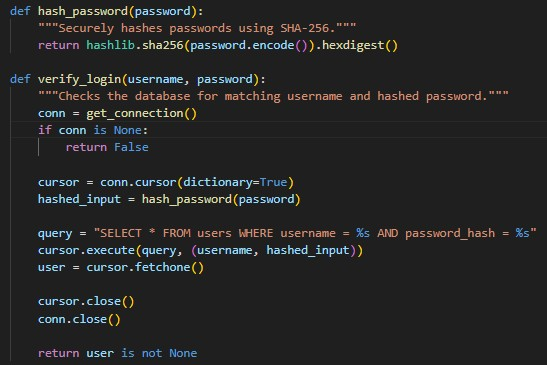 def hash_password(password):
    """Securely hashes passwords using SHA-256."""
    return hashlib.sha256(password.encode()).hexdigest()

def verify_login(username, password):
    """Checks the database for matching username and hashed password."""
    conn = get_connection()
    if conn is None:
        return False

    cursor = conn.cursor(dictionary=True)
    hashed_input = hash_password(password)

    query = "SELECT * FROM users WHERE username = %s AND password_hash = %s"
    cursor.execute(query, (username, hashed_input))
    user = cursor.fetchone()

    cursor.close()
    conn.close()

    return user is not None